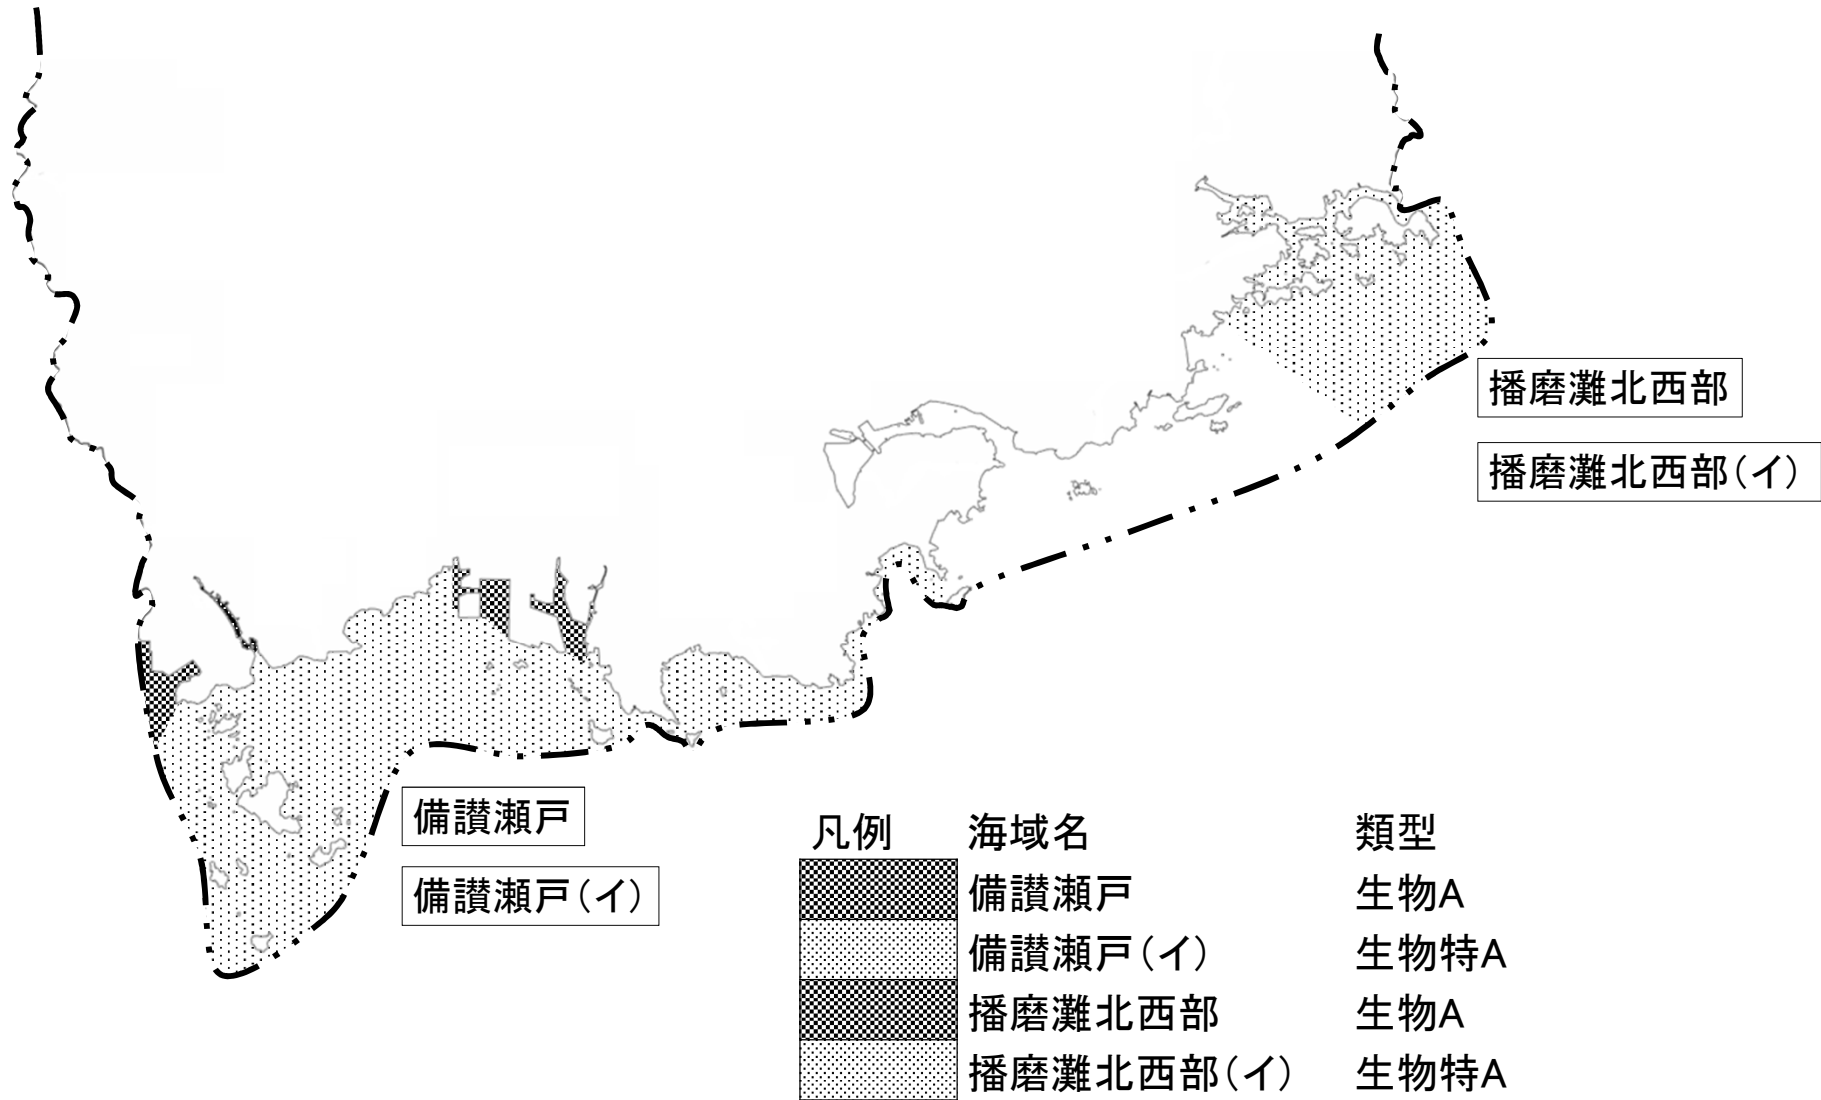 播磨灘北西部
播磨灘北西部(イ)
備讃瀬戸
備讃瀬戸(イ)
凡例 海域名 類型
備讃瀬戸 生物A
備讃瀬戸(イ) 生物特A
播磨灘北西部 生物A
播磨灘北西部(イ) 生物特A